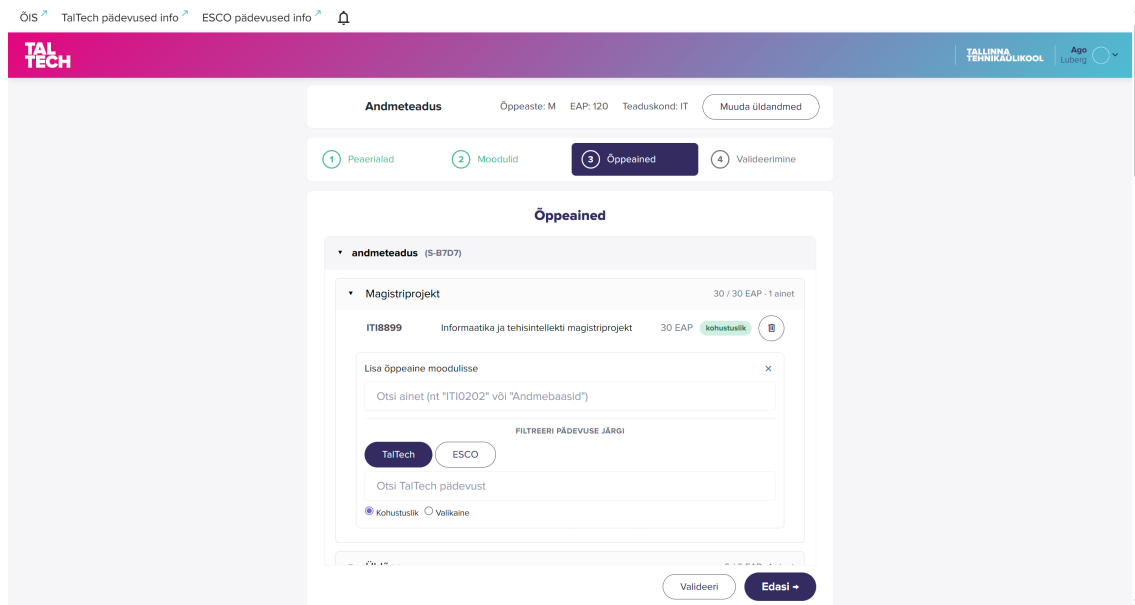 ÕIS TalTech pädevused info ESCO pädevused info
TAL
TECH
TALLINNA
TEHNIKAÜLIKOOL
Ago
Luberg
Andmeteadus Õppeaste: M EAP: 120 Teaduskond: IT Muuda üldandmed
1 Peaerialad 2 Moodulid 3 Õppeained 4 Valideerimine
Õppeained
andmeteadus (S-B7D7)
Magistriprojekt 30 / 30 EAP · 1 ainet
ITI8899 Informaatika ja tehisintellekti magistriprojekt 30 EAP kohustuslik
Lisa õppeaine moodulisse ×
Otsi ainet (nt "ITI0202" või "Andmebaasid")
FILTREERI PÄDEVUSE JÄRGI
TalTech ESCO
Otsi TalTech pädevust
Kohustuslik Valikaine
Valideeri Edasi →